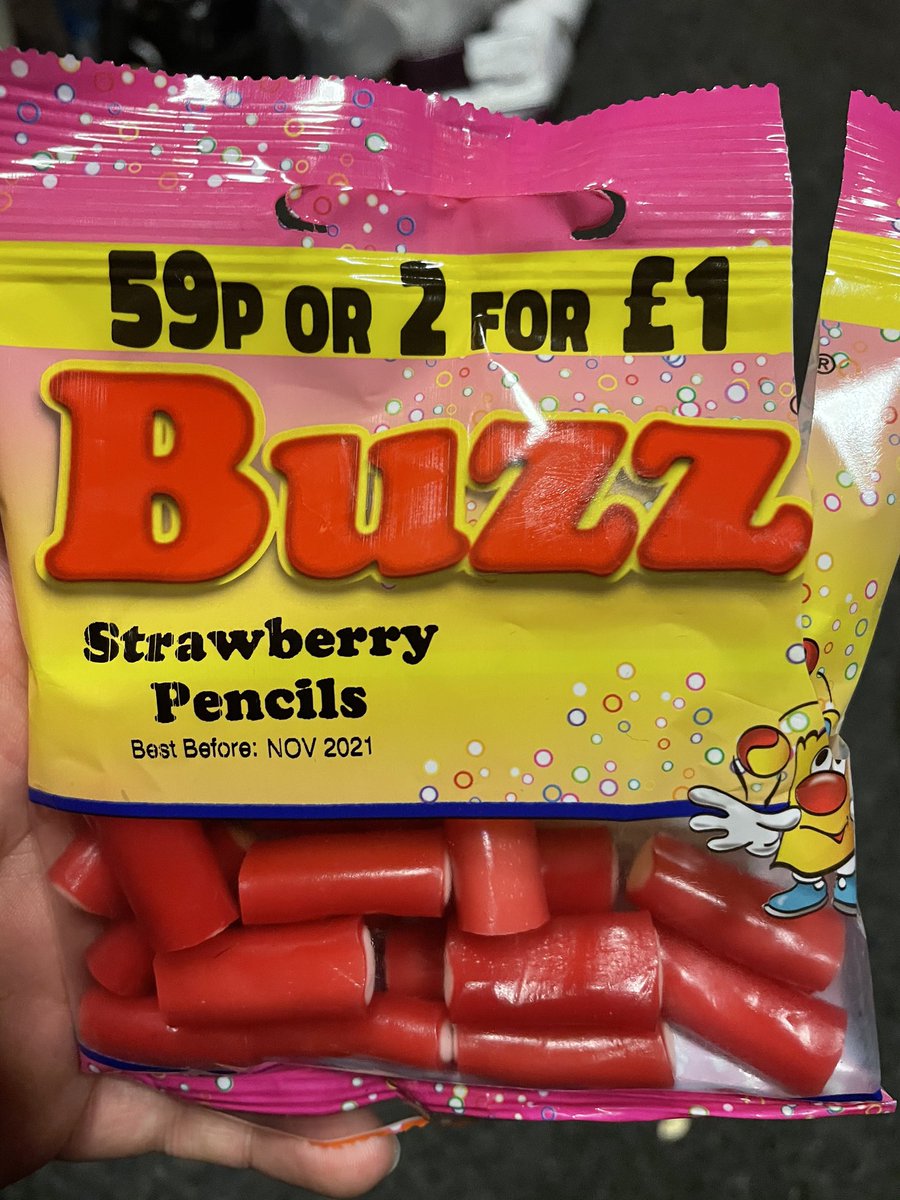 59P OR 2 FOR £1
Buzz
®
Strawberry
Pencils
Best Before: NOV 2021